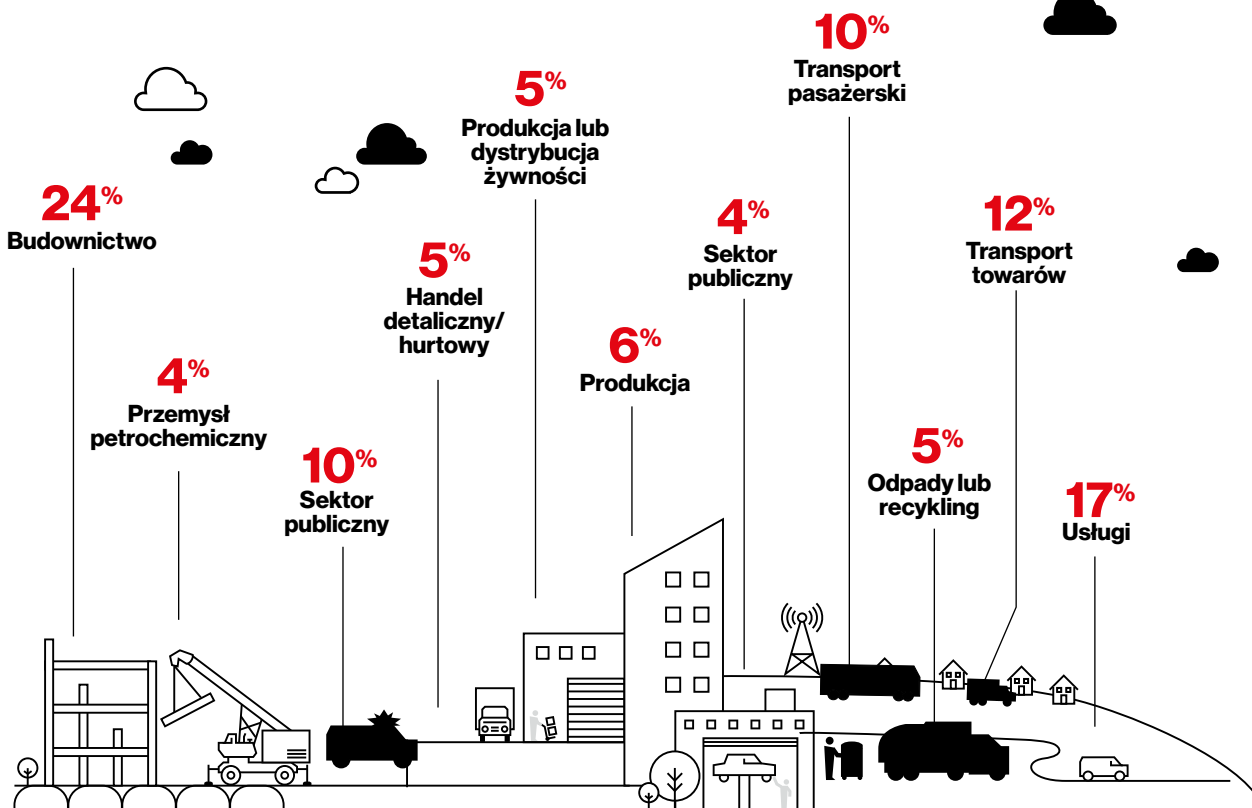 24%
Budownictwo
4%
Przemysł
petrochemiczny
10%
Sektor
publiczny
5%
Handel
detaliczny/
hurtowy
5%
Produkcja lub
dystrybucja
żywności
6%
Produkcja
4%
Sektor
publiczny
10%
Transport
pasażerski
5%
Odpady lub
recykling
12%
Transport
towarów
17%
Usługi